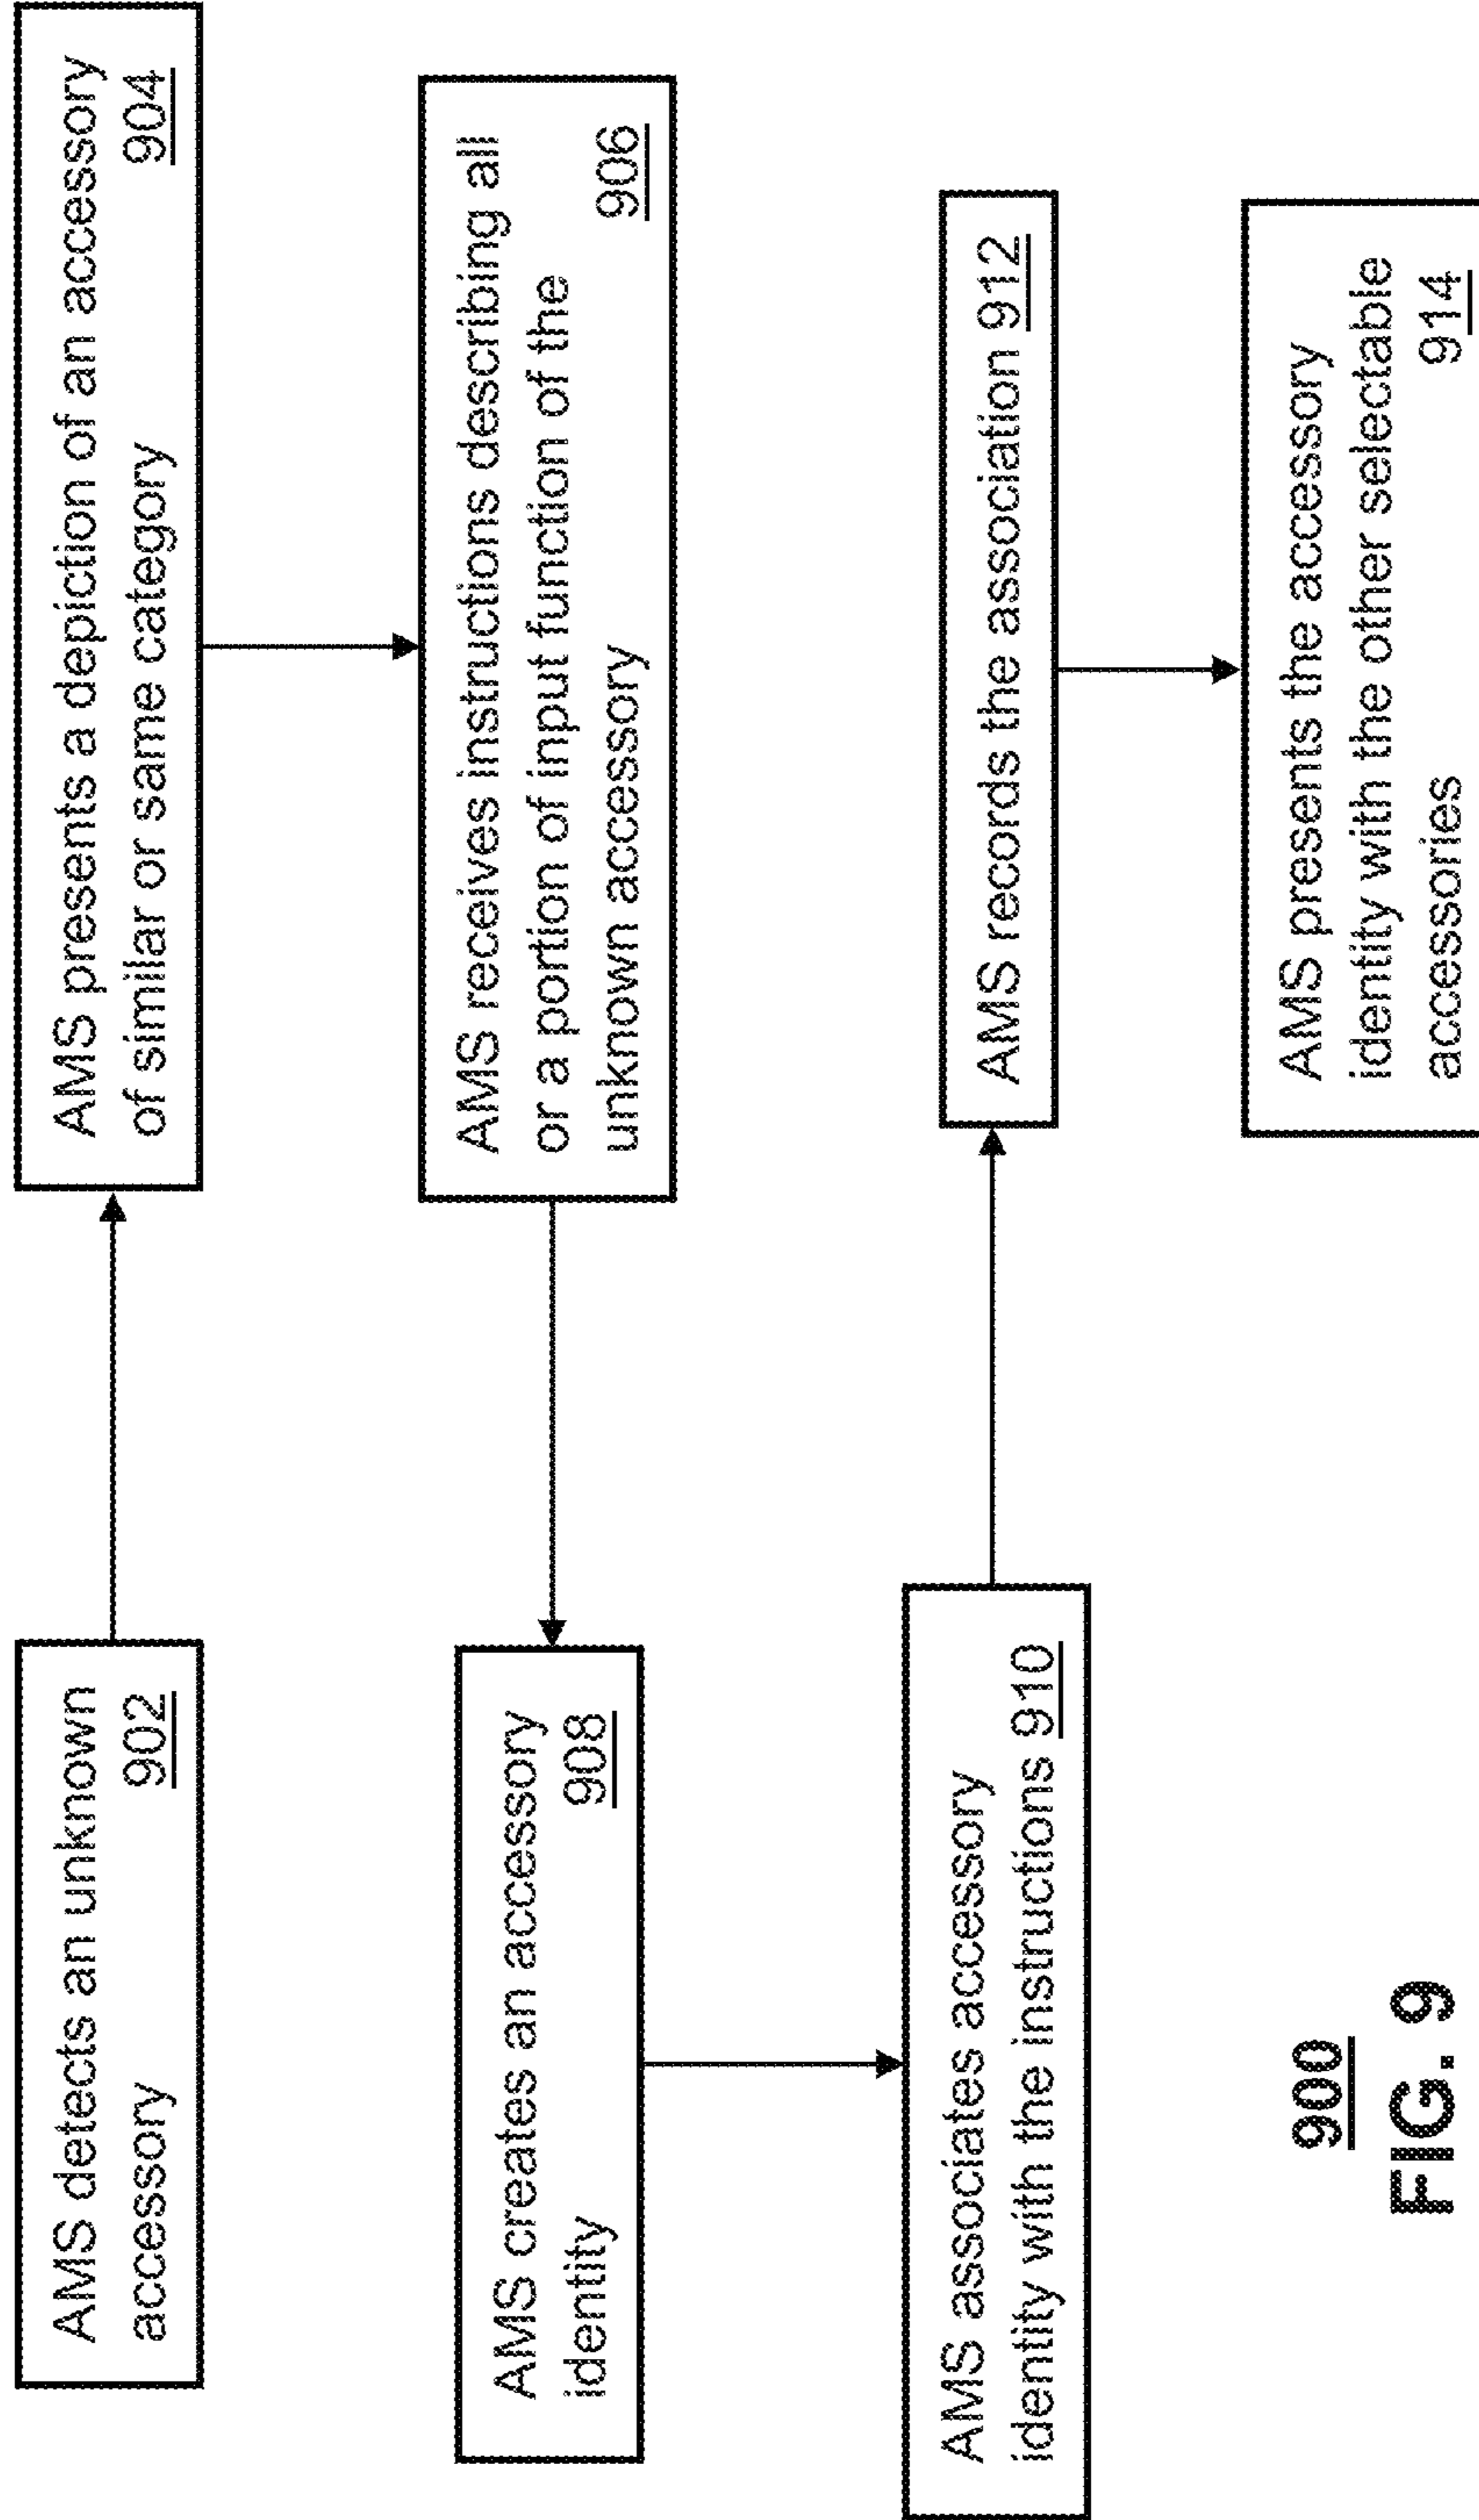 AMS detects an unknown
accessory 902
AMS presents a depiction of an accessory
of similar or same category 904
AMS receives instructions describing all
or a portion of input function of the
unknown accessory 906
AMS creates an accessory
identity 908
AMS associates accessory
identity with the instructions 910
AMS records the association 912
AMS presents the accessory
identity with the other selectable
accessories 914
900
FIG. 9